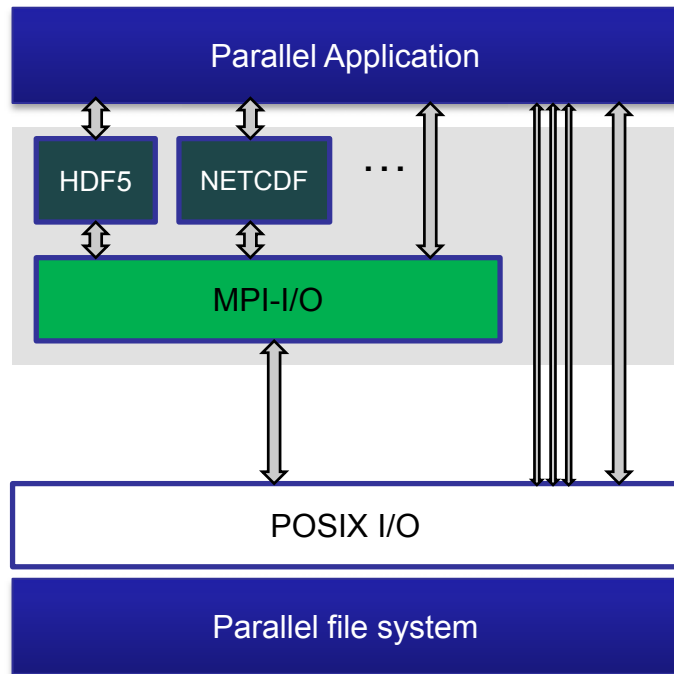 Parallel Application
HDF5
NETCDF
...
MPI-I/O
POSIX I/O
Parallel file system